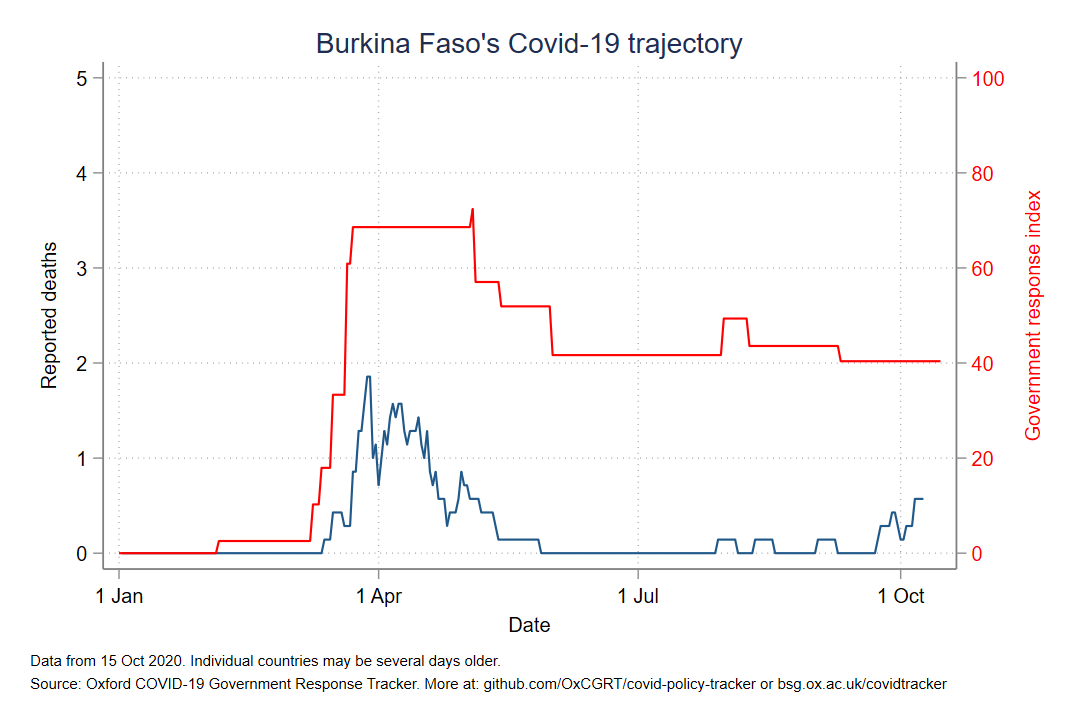 Burkina Faso's Covid-19 trajectory
5
4
3
2
1
0
Reported deaths
100
80
60
40
20
0
Government response index
1 Jan
1 Apr
1 Jul
1 Oct
Date
Data from 15 Oct 2020. Individual countries may be several days older.
Source: Oxford COVID-19 Government Response Tracker. More at: github.com/OxCGRT/covid-policy-tracker or bsg.ox.ac.uk/covidtracker